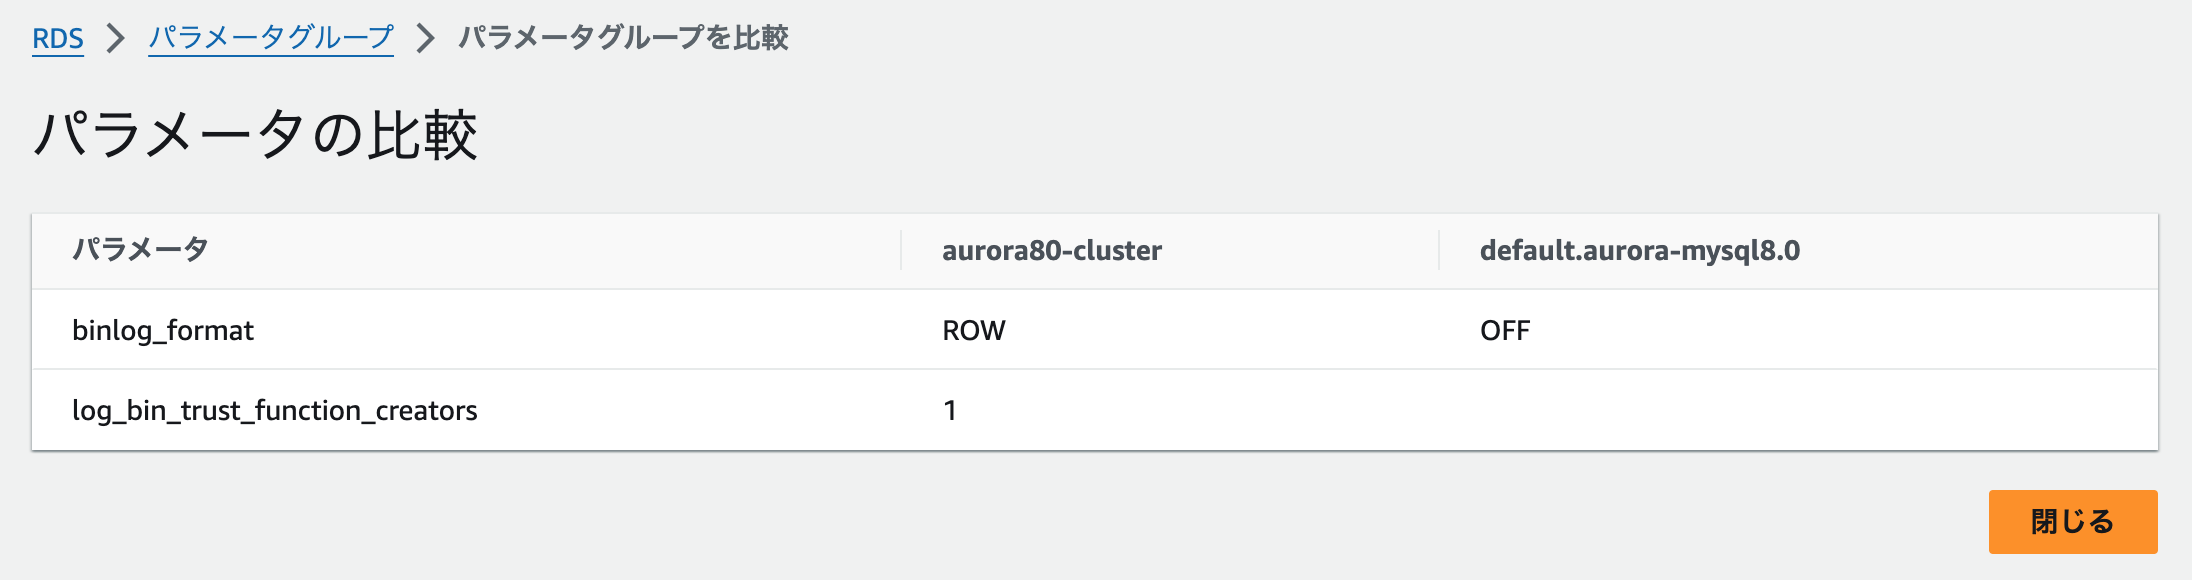 RDS > パラメータグループ > パラメータグループを比較
パラメータの比較
パラメータ aurora80-cluster default.aurora-mysql8.0
binlog_format ROW OFF
log_bin_trust_function_creators 1
閉じる